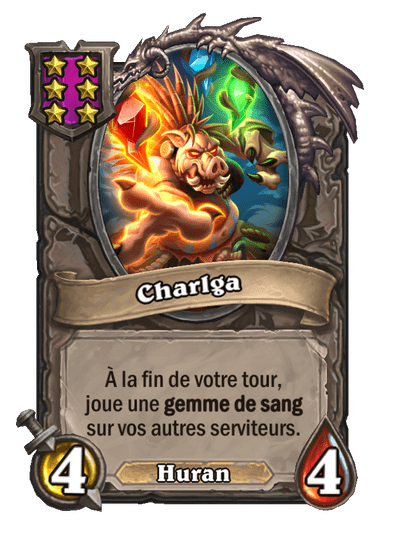 Charlga
À la fin de votre tour,
joue une gemme de sang
sur vos autres serviteurs.
4
Huran
4